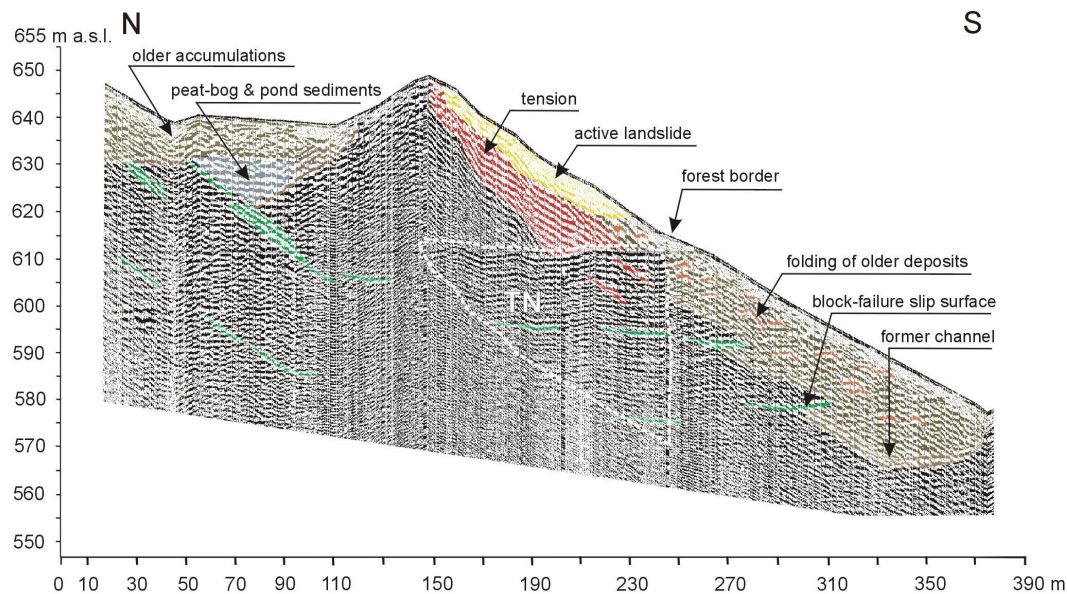 N
S
655 m a.s.l.
older accumulations
650
peat-bog & pond sediments
tension
640
active landslide
630
forest border
620
610
folding of older deposits
TN
600
block-failure slip surface
former channel
590
580
570
560
550
0 10 30 50 70 90 110 150 190 230 270 310 350 390 m